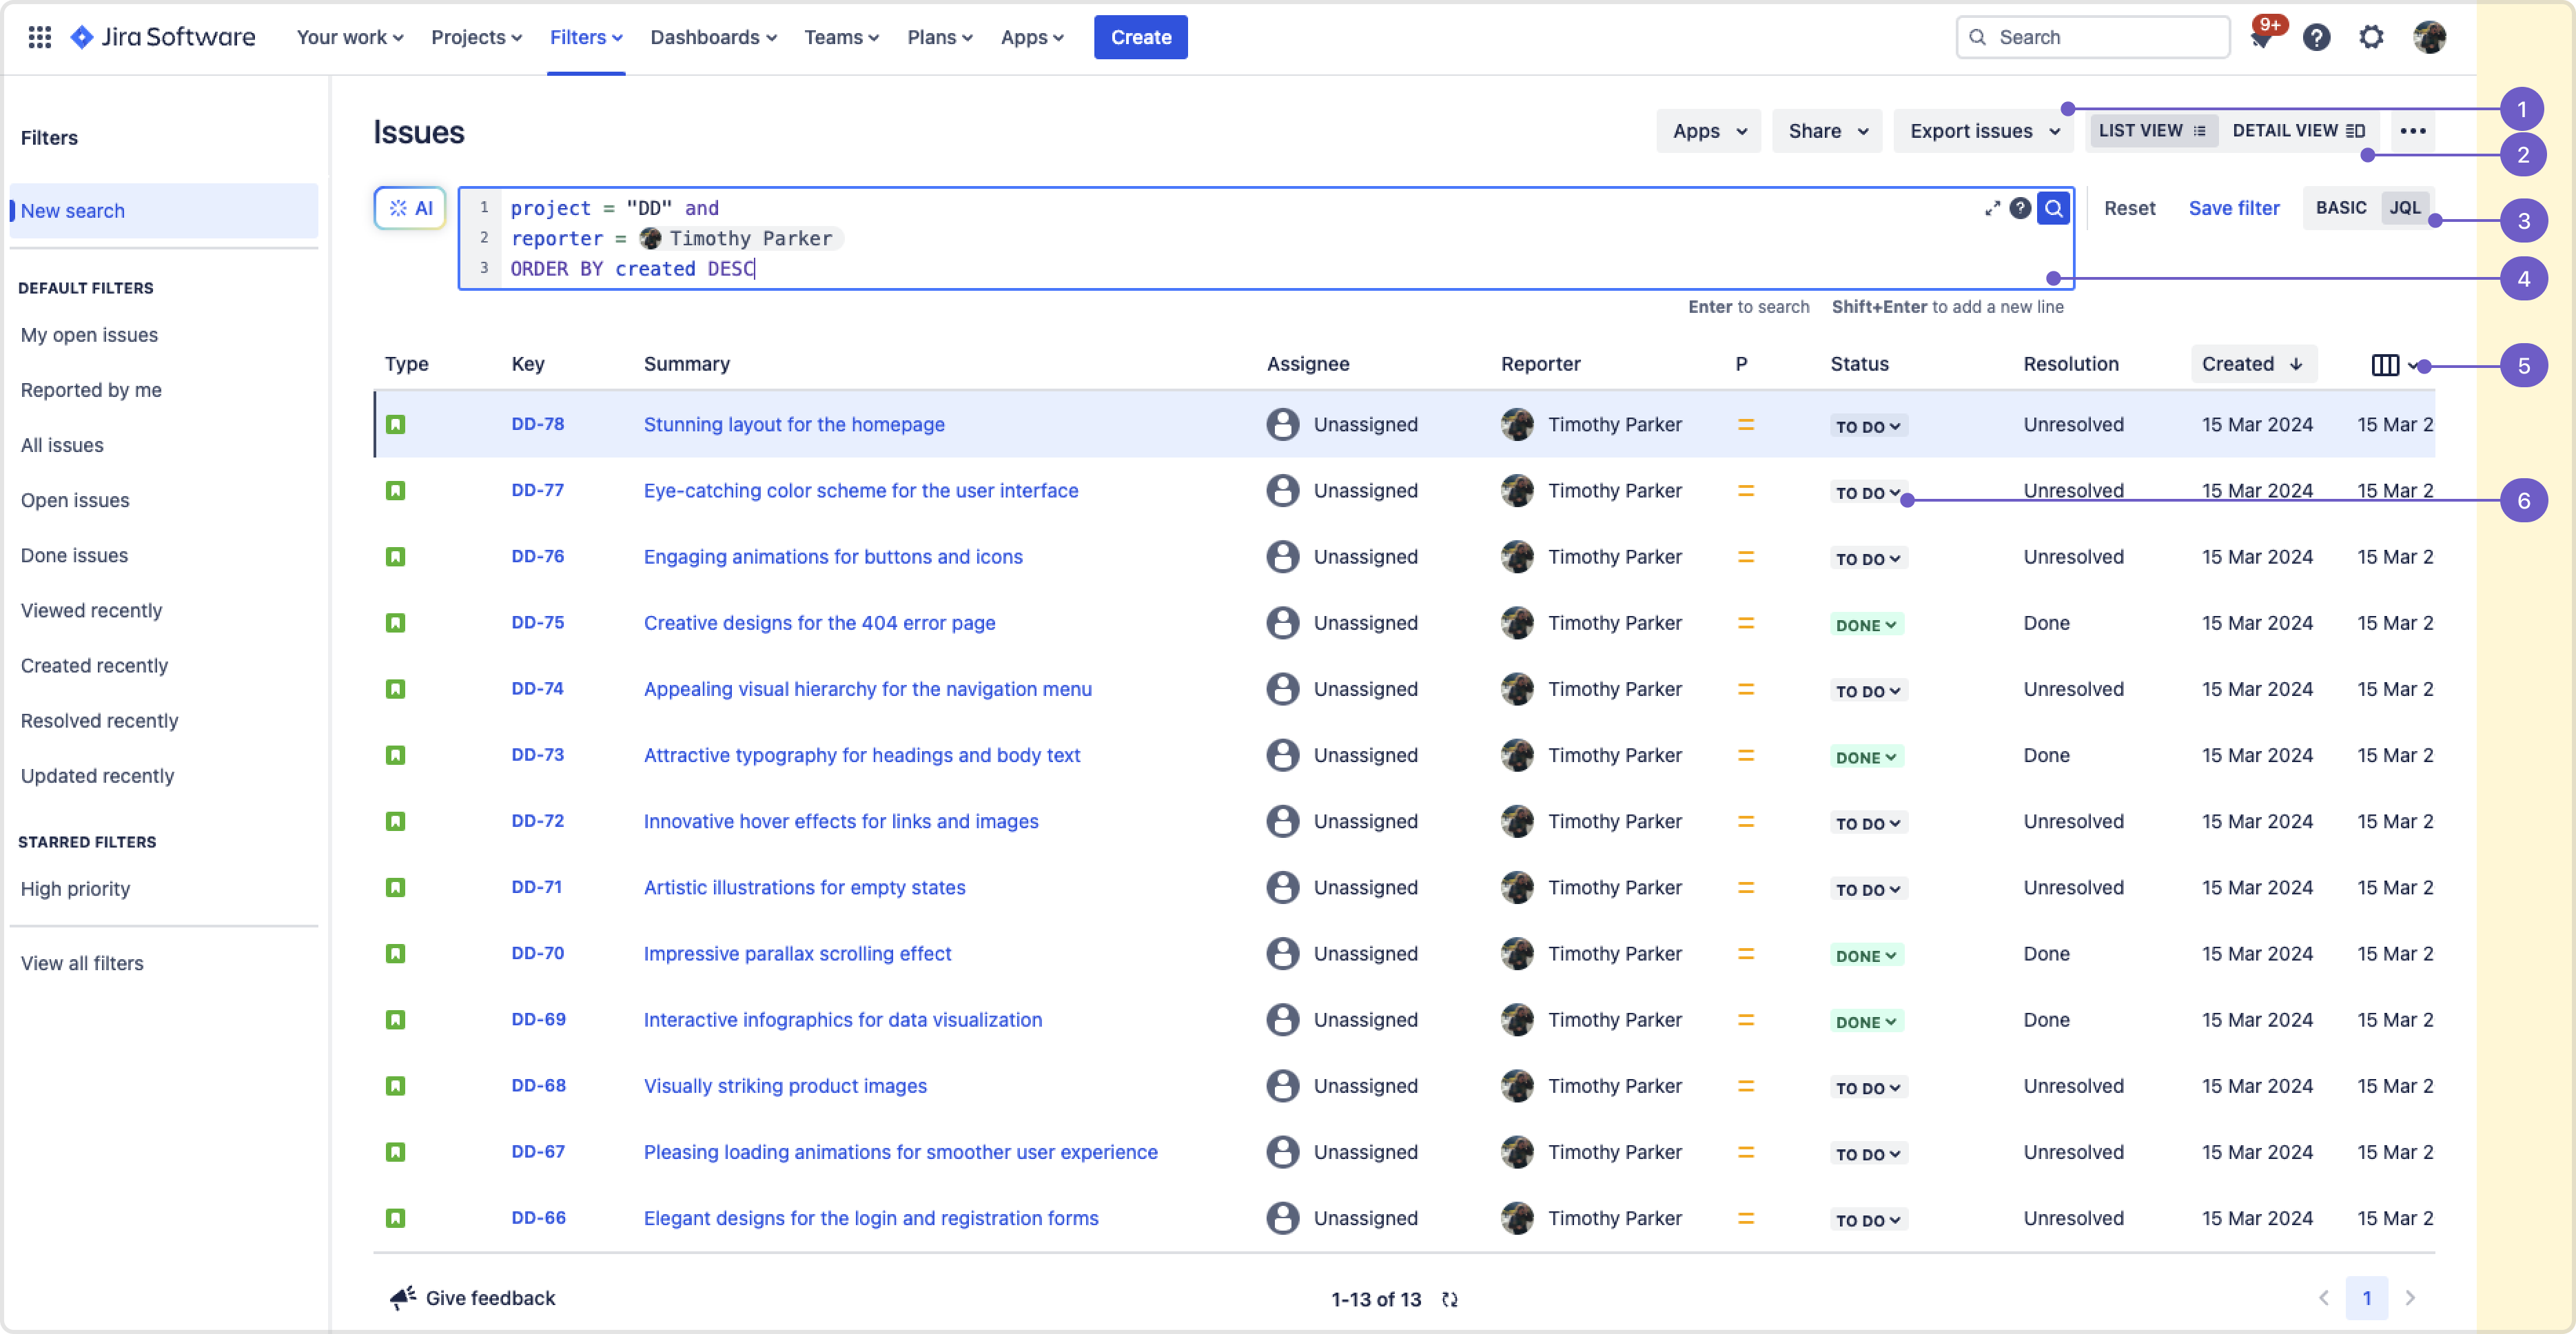 Jira Software Your work Projects Filters Dashboards Teams Plans Apps Create Search 9+ ?
Filters
New search
DEFAULT FILTERS
My open issues
Reported by me
All issues
Open issues
Done issues
Viewed recently
Created recently
Resolved recently
Updated recently
STARRED FILTERS
High priority
View all filters
Issues Apps Share Export issues LIST VIEW DETAIL VIEW 1
2
AI 1 project = "DD" and ? Reset Save filter BASIC JQL 3
2 reporter = Timothy Parker
3 ORDER BY created DESC 4
Enter to search Shift+Enter to add a new line
Type Key Summary Assignee Reporter P Status Resolution Created 5
DD-78 Stunning layout for the homepage Unassigned Timothy Parker TO DO Unresolved 15 Mar 2024 15 Mar 2
DD-77 Eye-catching color scheme for the user interface Unassigned Timothy Parker TO DO Unresolved 15 Mar 2024 15 Mar 2 6
DD-76 Engaging animations for buttons and icons Unassigned Timothy Parker TO DO Unresolved 15 Mar 2024 15 Mar 2
DD-75 Creative designs for the 404 error page Unassigned Timothy Parker DONE Done 15 Mar 2024 15 Mar 2
DD-74 Appealing visual hierarchy for the navigation menu Unassigned Timothy Parker TO DO Unresolved 15 Mar 2024 15 Mar 2
DD-73 Attractive typography for headings and body text Unassigned Timothy Parker DONE Done 15 Mar 2024 15 Mar 2
DD-72 Innovative hover effects for links and images Unassigned Timothy Parker TO DO Unresolved 15 Mar 2024 15 Mar 2
DD-71 Artistic illustrations for empty states Unassigned Timothy Parker TO DO Unresolved 15 Mar 2024 15 Mar 2
DD-70 Impressive parallax scrolling effect Unassigned Timothy Parker DONE Done 15 Mar 2024 15 Mar 2
DD-69 Interactive infographics for data visualization Unassigned Timothy Parker DONE Done 15 Mar 2024 15 Mar 2
DD-68 Visually striking product images Unassigned Timothy Parker TO DO Unresolved 15 Mar 2024 15 Mar 2
DD-67 Pleasing loading animations for smoother user experience Unassigned Timothy Parker TO DO Unresolved 15 Mar 2024 15 Mar 2
DD-66 Elegant designs for the login and registration forms Unassigned Timothy Parker TO DO Unresolved 15 Mar 2024 15 Mar 2
Give feedback 1-13 of 13 1